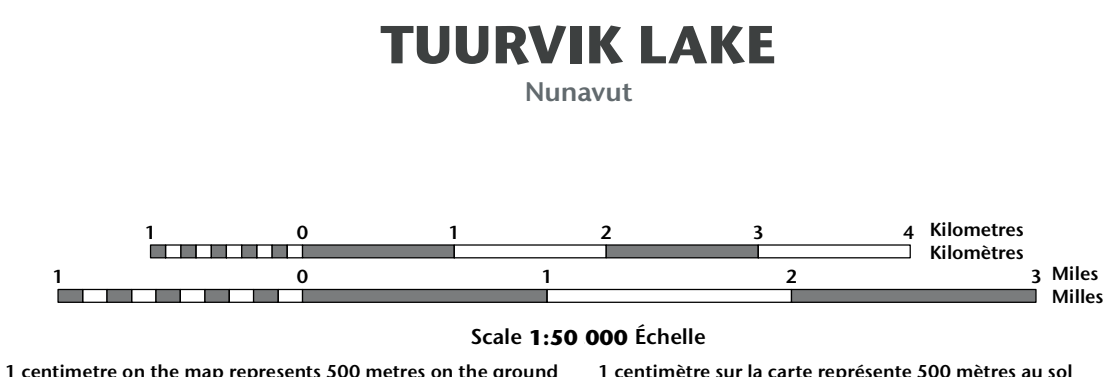 TUURVIK LAKE
Nunavut
1 0 1 2 3 4 Kilometres
Kilomètres
1 0 1 2 3 Miles
Milles
Scale 1:50 000 Échelle
1 centimetre on the map represents 500 metres on the ground 1 centimètre sur la carte représente 500 mètres au sol